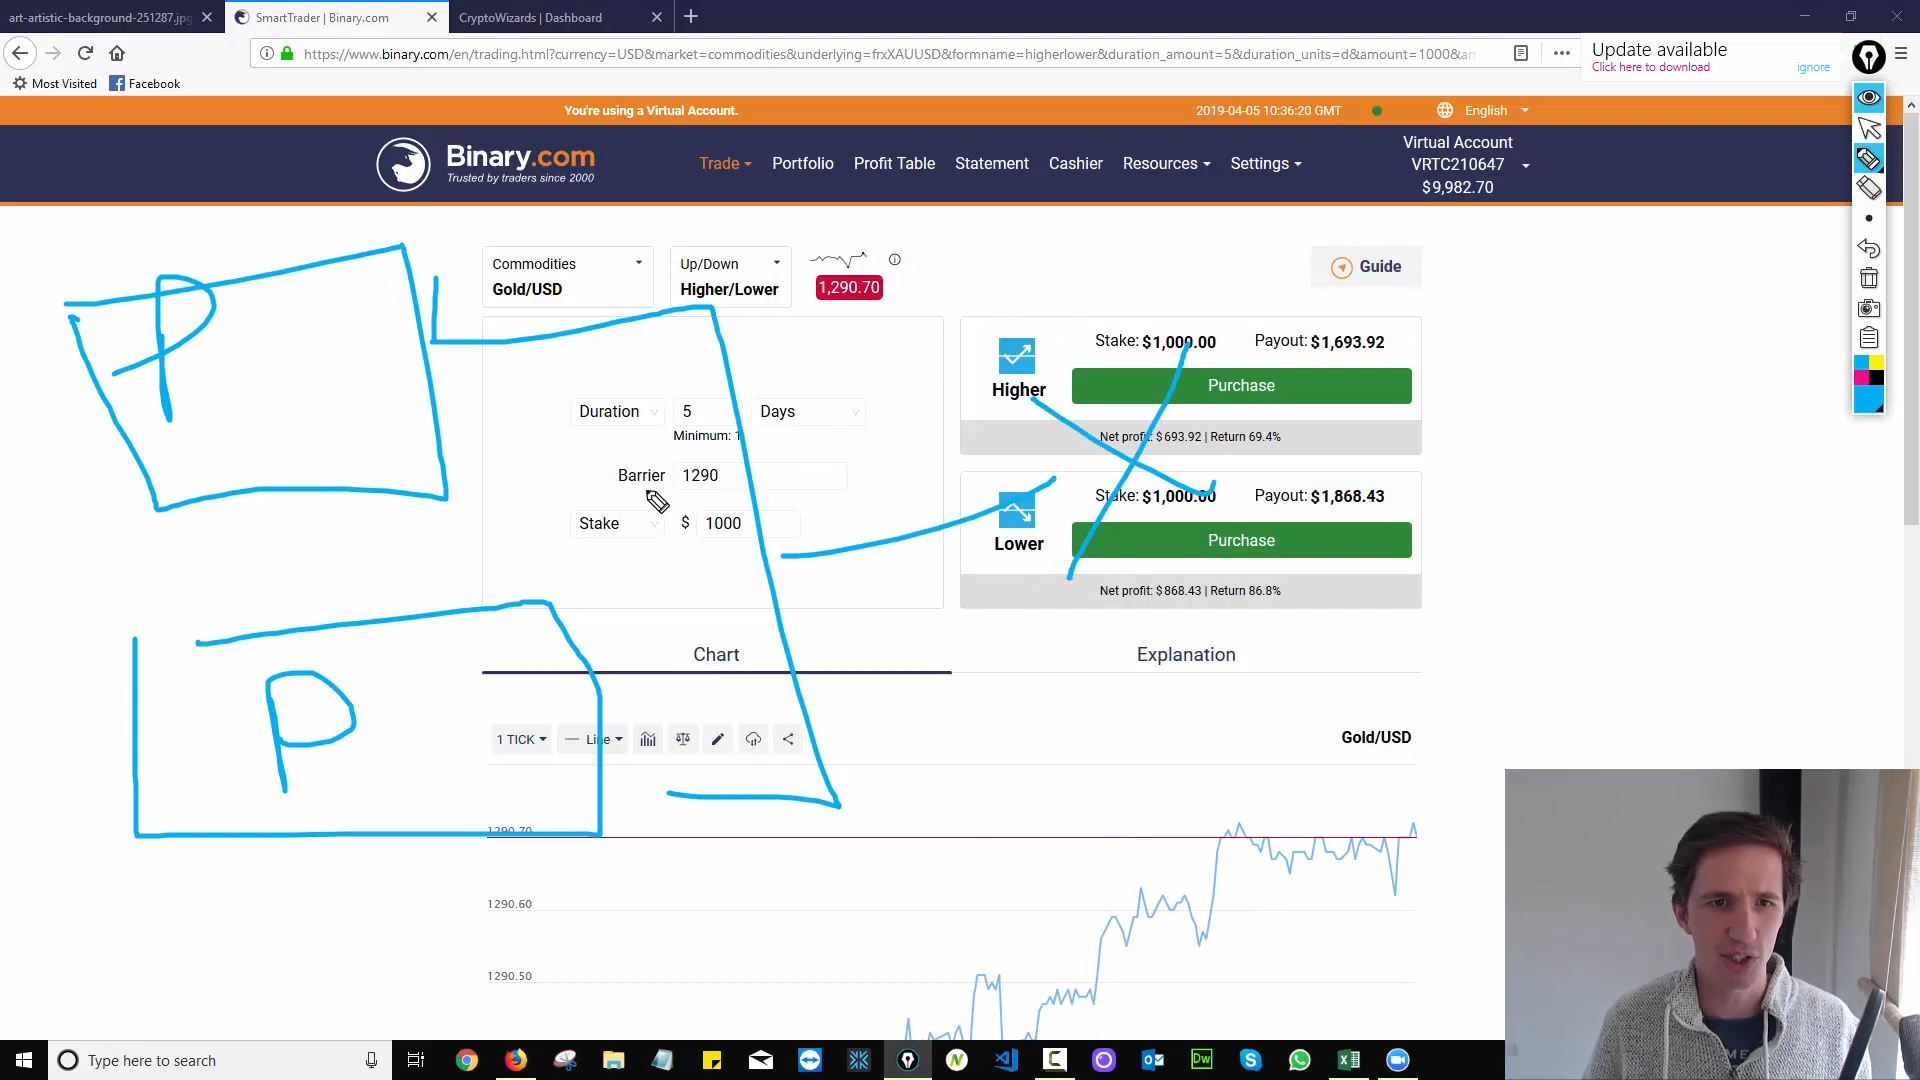 art-artistic-background-251287.jpg
SmartTrader | Binary.com
CryptoWizards | Dashboard
https://www.binary.com/en/trading.html?currency=USD&market=commodities&underlying=frxXAUUSD&formname=higherlower&duration_amount=5&duration_units=d&amount=1000&
Update available
Click here to download
ignore
Most Visited
Facebook
You're using a Virtual Account.
2019-04-05 10:36:20 GMT
English
Binary.com
Trusted by traders since 2000
Trade
Portfolio
Profit Table
Statement
Cashier
Resources
Settings
Virtual Account
VRTC210647
$9,982.70
Commodities
Gold/USD
Up/Down
Higher/Lower
1,290.70
Guide
P
Duration
5
Days
Minimum: 1
Barrier
1290
Stake
$
1000
Higher
Stake: $1,000.00
Payout: $1,693.92
Purchase
Net profit: $693.92 | Return 69.4%
Lower
Stake: $1,000.00
Payout: $1,868.43
Purchase
Net profit: $868.43 | Return 86.8%
P
Chart
Explanation
1 TICK
Line
Gold/USD
1290.70
1290.60
1290.50
Type here to search